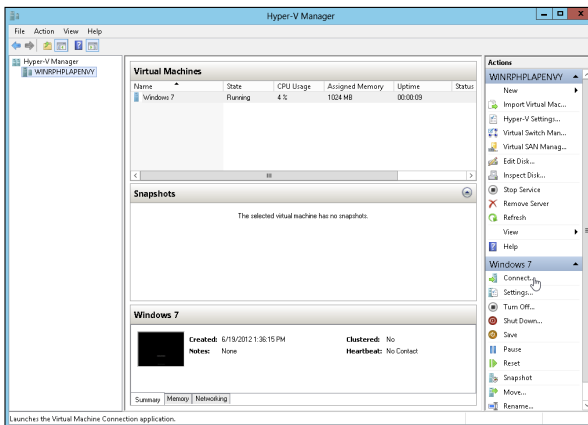 Hyper-V Manager
File Action View Help
Hyper-V Manager
WINRPHPLAPENVY
Virtual Machines
Name State CPU Usage Assigned Memory Uptime Status
Windows 7 Running 4 % 1024 MB 00:00:09
Snapshots
The selected virtual machine has no snapshots.
Windows 7
Created: 6/19/2012 1:36:15 PM Clustered: No
Notes: None Heartbeat: No Contact
Summary Memory Networking
Actions
WINRPHPLAPENVY
New
Import Virtual Mac...
Hyper-V Settings...
Virtual Switch Man...
Virtual SAN Manag...
Edit Disk...
Inspect Disk...
Stop Service
Remove Server
Refresh
View
Help
Windows 7
Connect...
Settings...
Turn Off...
Shut Down...
Save
Pause
Reset
Snapshot
Move...
Rename...
Launches the Virtual Machine Connection application.